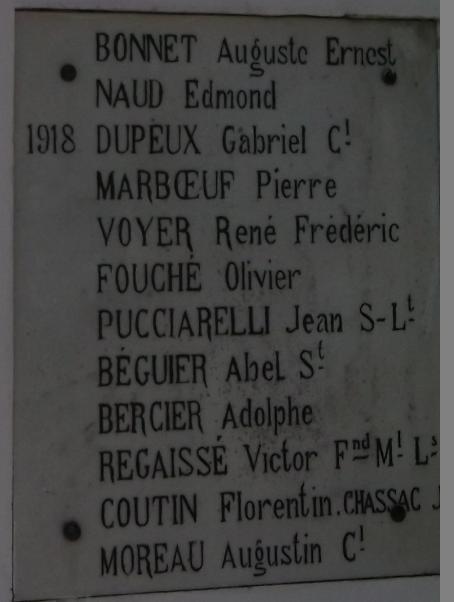 BONNET Auguste Ernest
NAUD Edmond
1918 DUPEUX Gabriel Cˡ
MARBŒUF Pierre
VOYER René Frédéric
FOUCHÉ Olivier
PUCCIARELLI Jean S-Lᵗ
BÉGUIER Abel Sᵗ
BERCIER Adolphe
REGAISSÉ Victor Fⁿᵈ Mˡ Lˢ
COUTIN Florentin. CHASSAC J
MOREAU Augustin Cˡ